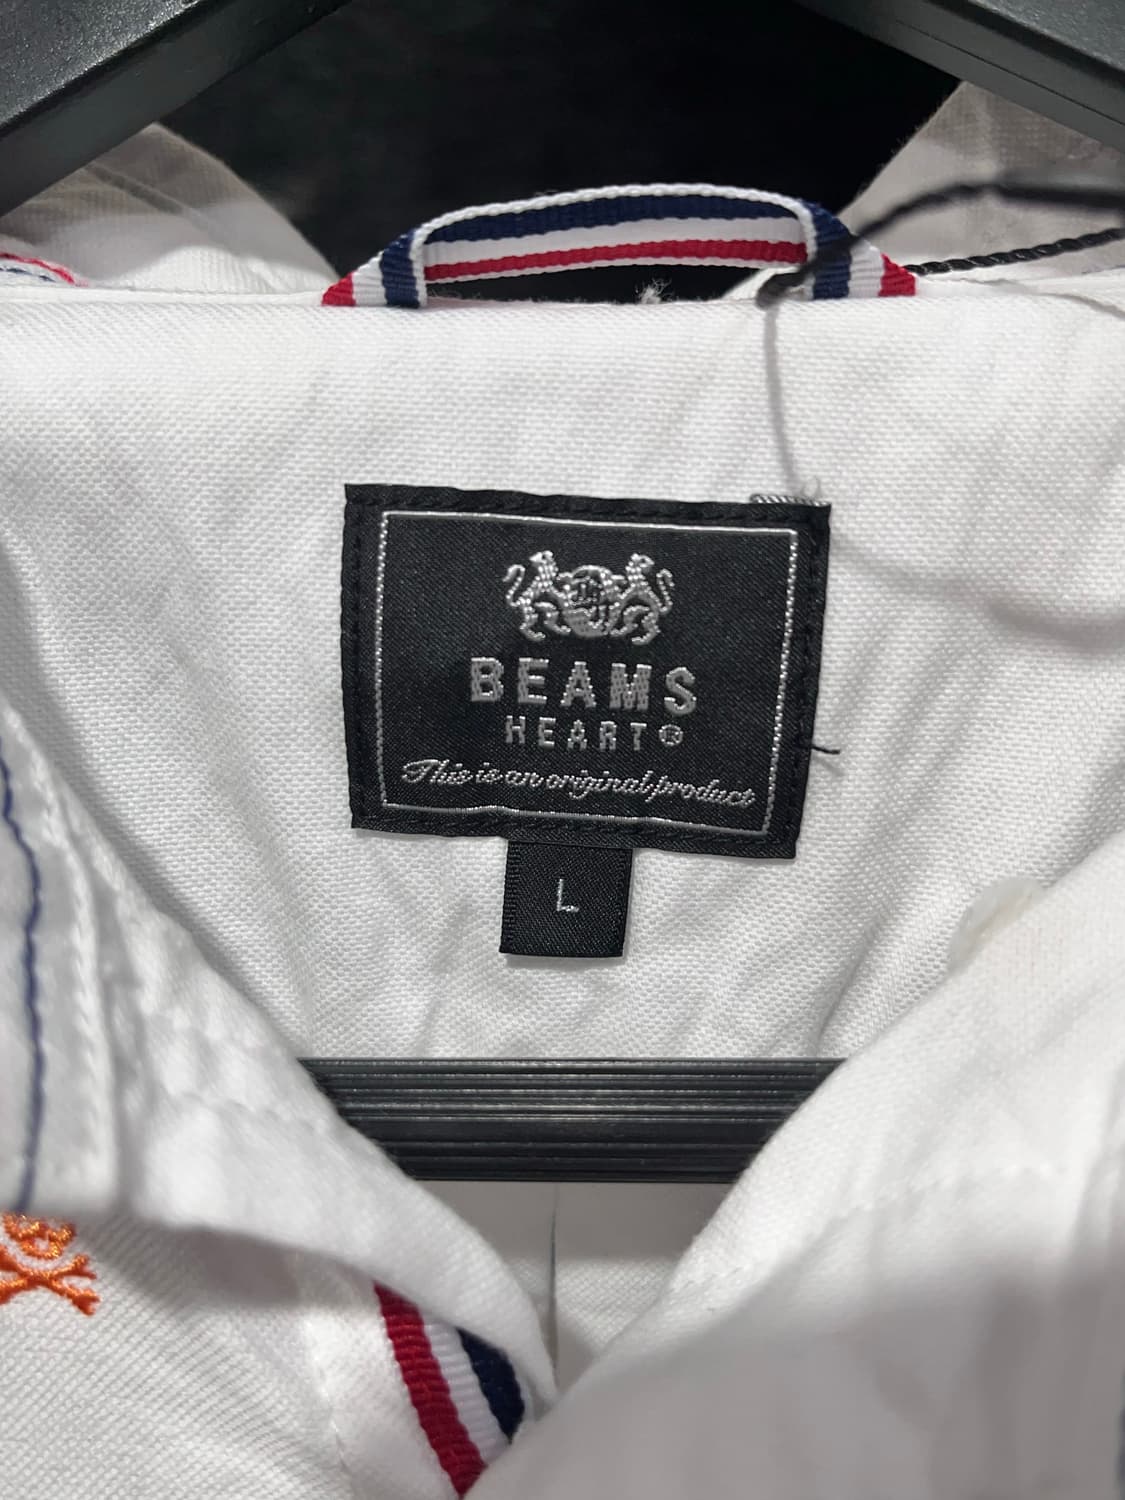 BEAMS
HEART®
This is an original product
L